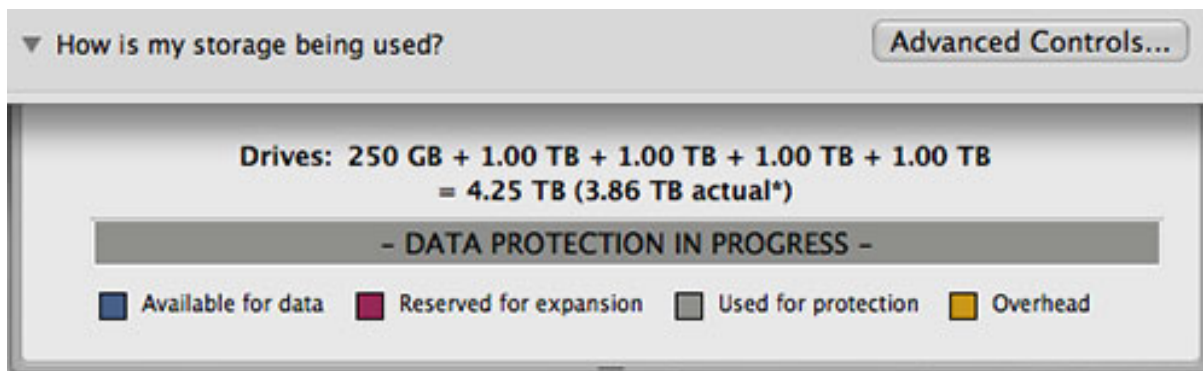 How is my storage being used?
Advanced Controls...
Drives: 250 GB + 1.00 TB + 1.00 TB + 1.00 TB + 1.00 TB
= 4.25 TB (3.86 TB actual*)
– DATA PROTECTION IN PROGRESS –
Available for data Reserved for expansion Used for protection Overhead